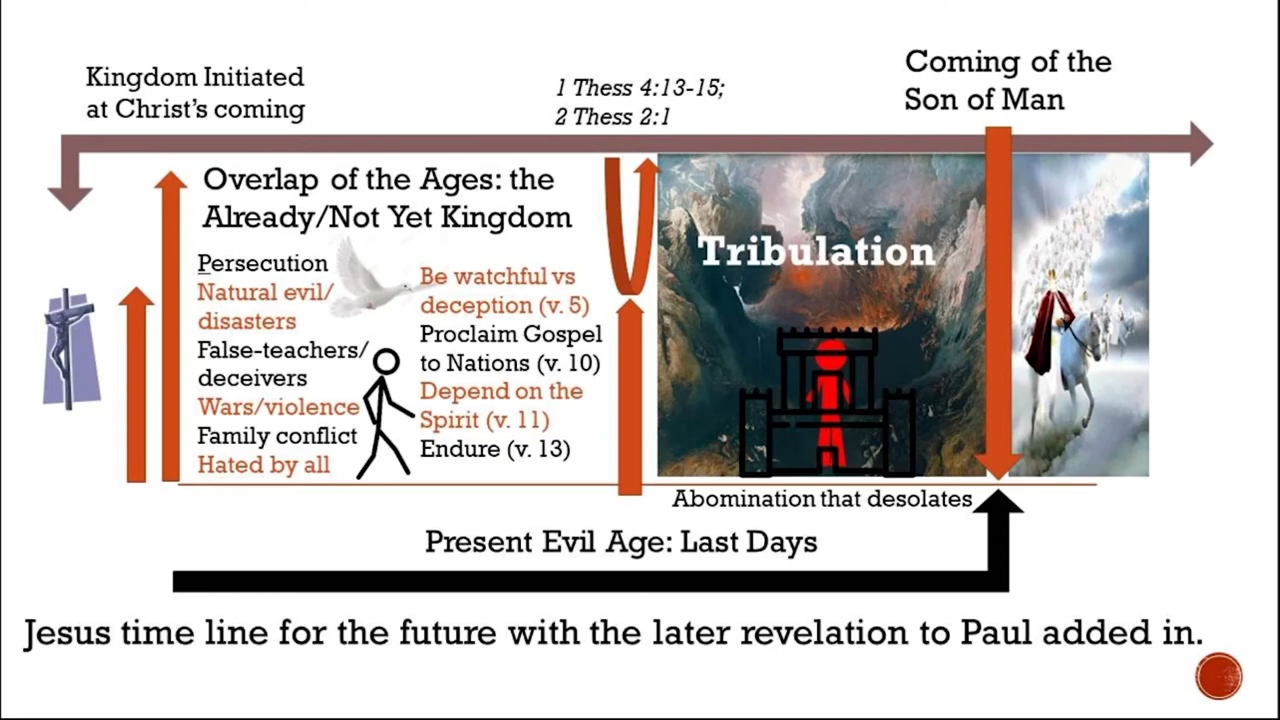 Kingdom Initiated
at Christ's coming
1 Thess 4:13-15;
2 Thess 2:1
Coming of the
Son of Man
Overlap of the Ages: the
Already/Not Yet Kingdom
Persecution
Natural evil/
disasters
False-teachers/
deceivers
Wars/violence
Family conflict
Hated by all
Be watchful vs
deception (v. 5)
Proclaim Gospel
to Nations (v. 10)
Depend on the
Spirit (v. 11)
Endure (v. 13)
Tribulation
Abomination that desolates
Present Evil Age: Last Days
Jesus time line for the future with the later revelation to Paul added in.